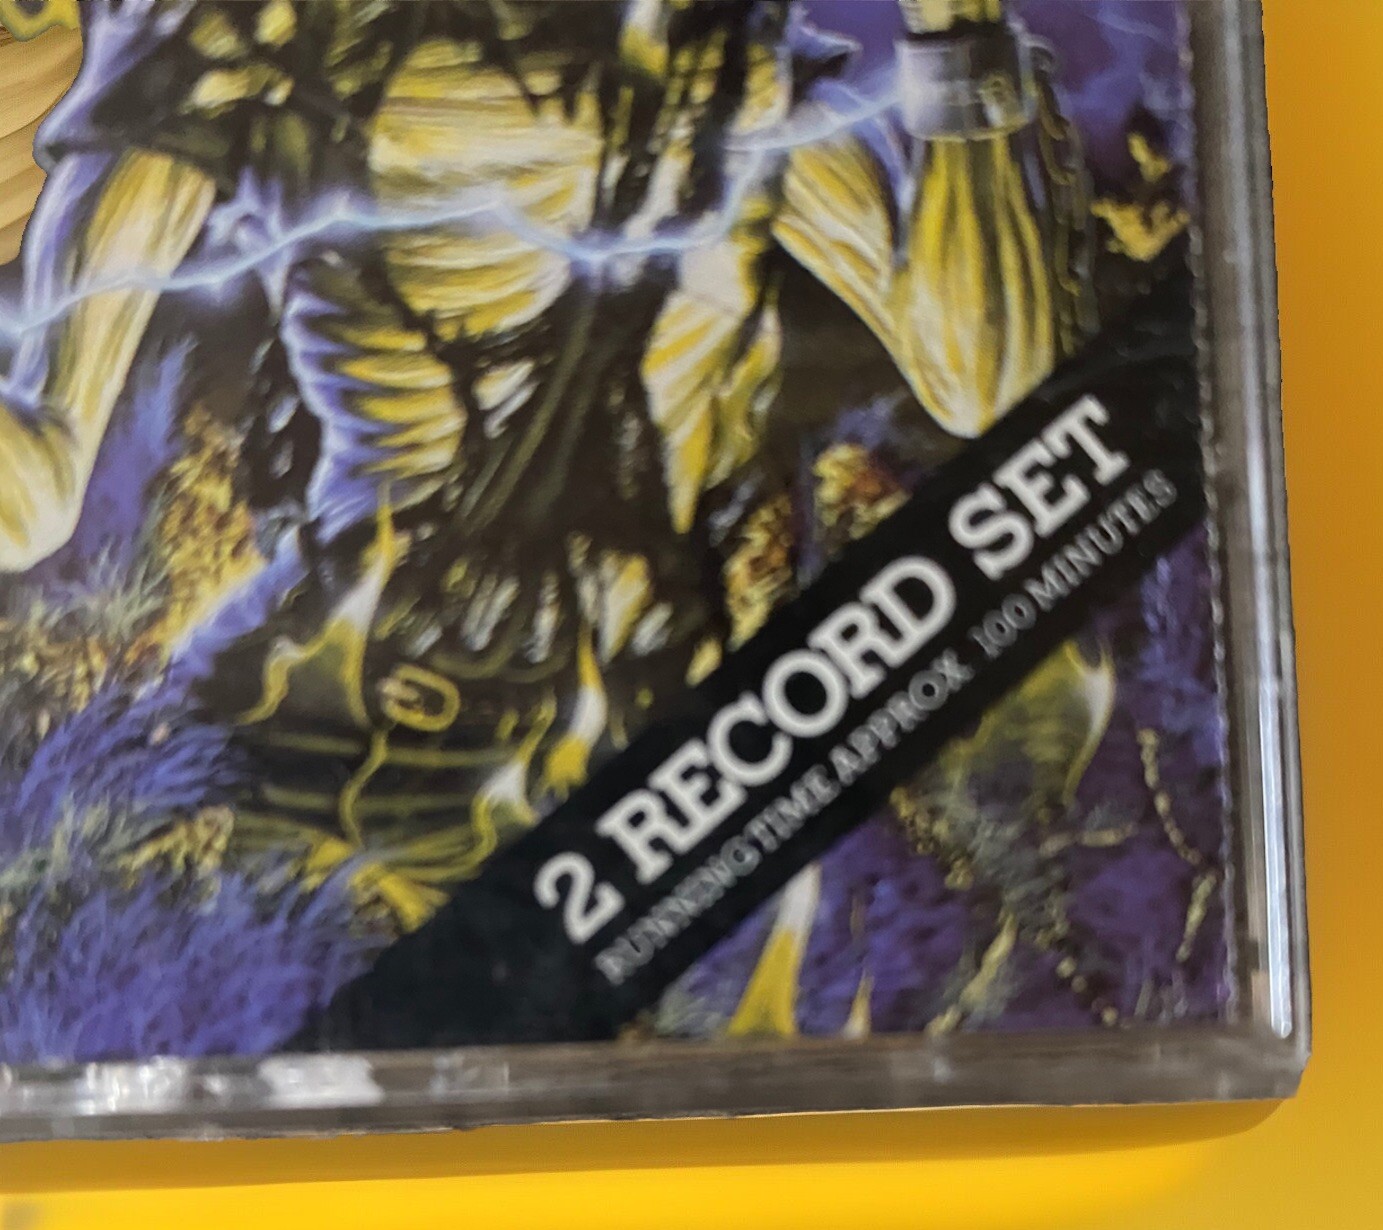 2 RECORD SET
RUNNING TIME APPROX 100 MINUTES